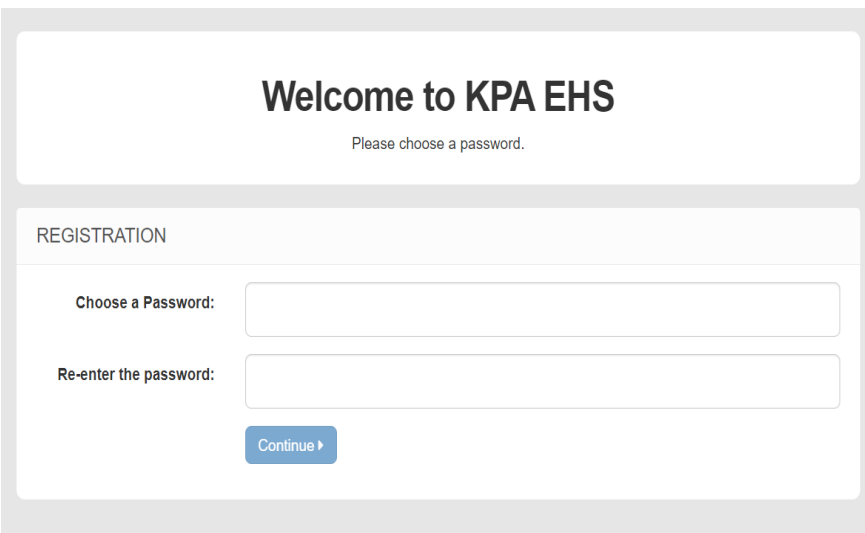 Welcome to KPA EHS
Please choose a password.
REGISTRATION
Choose a Password:
Re-enter the password:
Continue